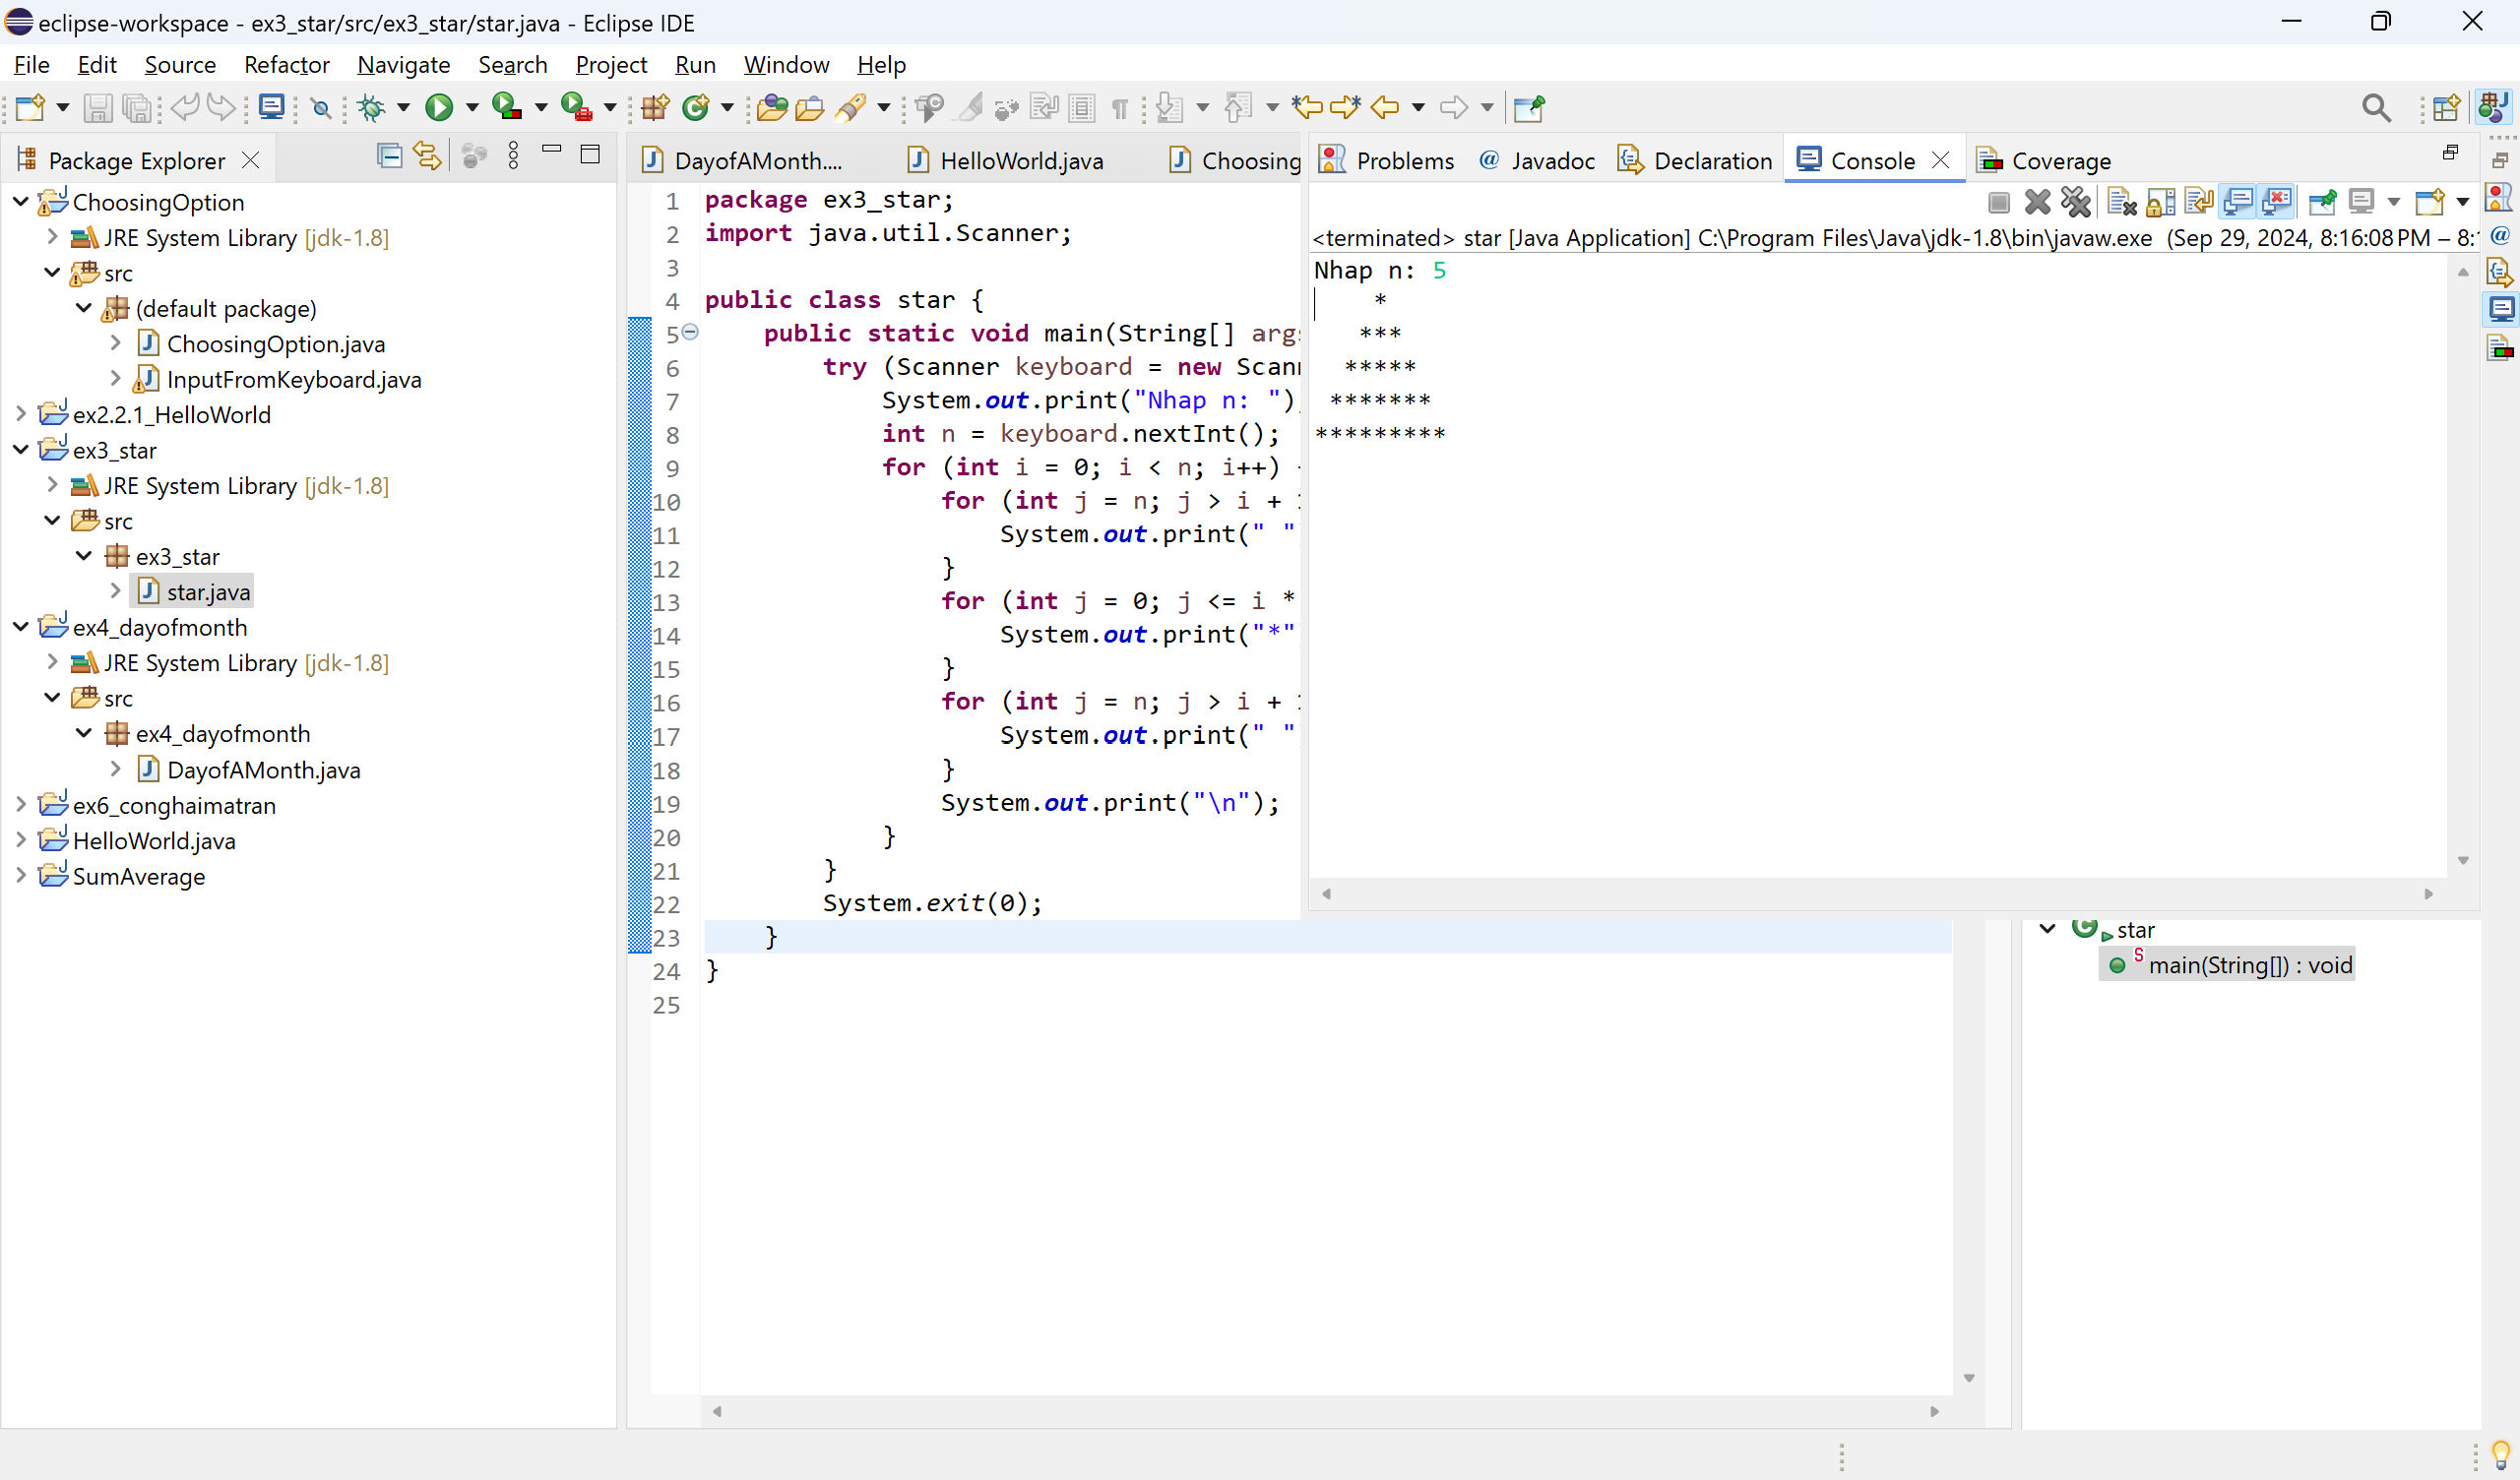 eclipse-workspace - ex3_star/src/ex3_star/star.java - Eclipse IDE
File Edit Source Refactor Navigate Search Project Run Window Help
Package Explorer
ChoosingOption
JRE System Library [jdk-1.8]
src
(default package)
ChoosingOption.java
InputFromKeyboard.java
ex2.2.1_HelloWorld
ex3_star
JRE System Library [jdk-1.8]
src
ex3_star
star.java
ex4_dayofmonth
JRE System Library [jdk-1.8]
src
ex4_dayofmonth
DayofAMonth.java
ex6_conghaimatran
HelloWorld.java
SumAverage
DayofAMonth.... HelloWorld.java Choosing
1 package ex3_star;
2 import java.util.Scanner;
3
4 public class star {
5 public static void main(String[] arg
6 try (Scanner keyboard = new Scan
7 System.out.print("Nhap n: ")
8 int n = keyboard.nextInt();
9 for (int i = 0; i < n; i++)
10 for (int j = n; j > i +
11 System.out.print(" "
12 }
13 for (int j = 0; j <= i *
14 System.out.print("*"
15 }
16 for (int j = n; j > i +
17 System.out.print(" "
18 }
19 System.out.print("\n");
20 }
21 }
22 System.exit(0);
23 }
24 }
25
Problems @ Javadoc Declaration Console Coverage
<terminated> star [Java Application] C:\Program Files\Java\jdk-1.8\bin\javaw.exe (Sep 29, 2024, 8:16:08 PM – 8:
Nhap n: 5
    *
   ***
  *****
 *******
*********
star
main(String[]) : void